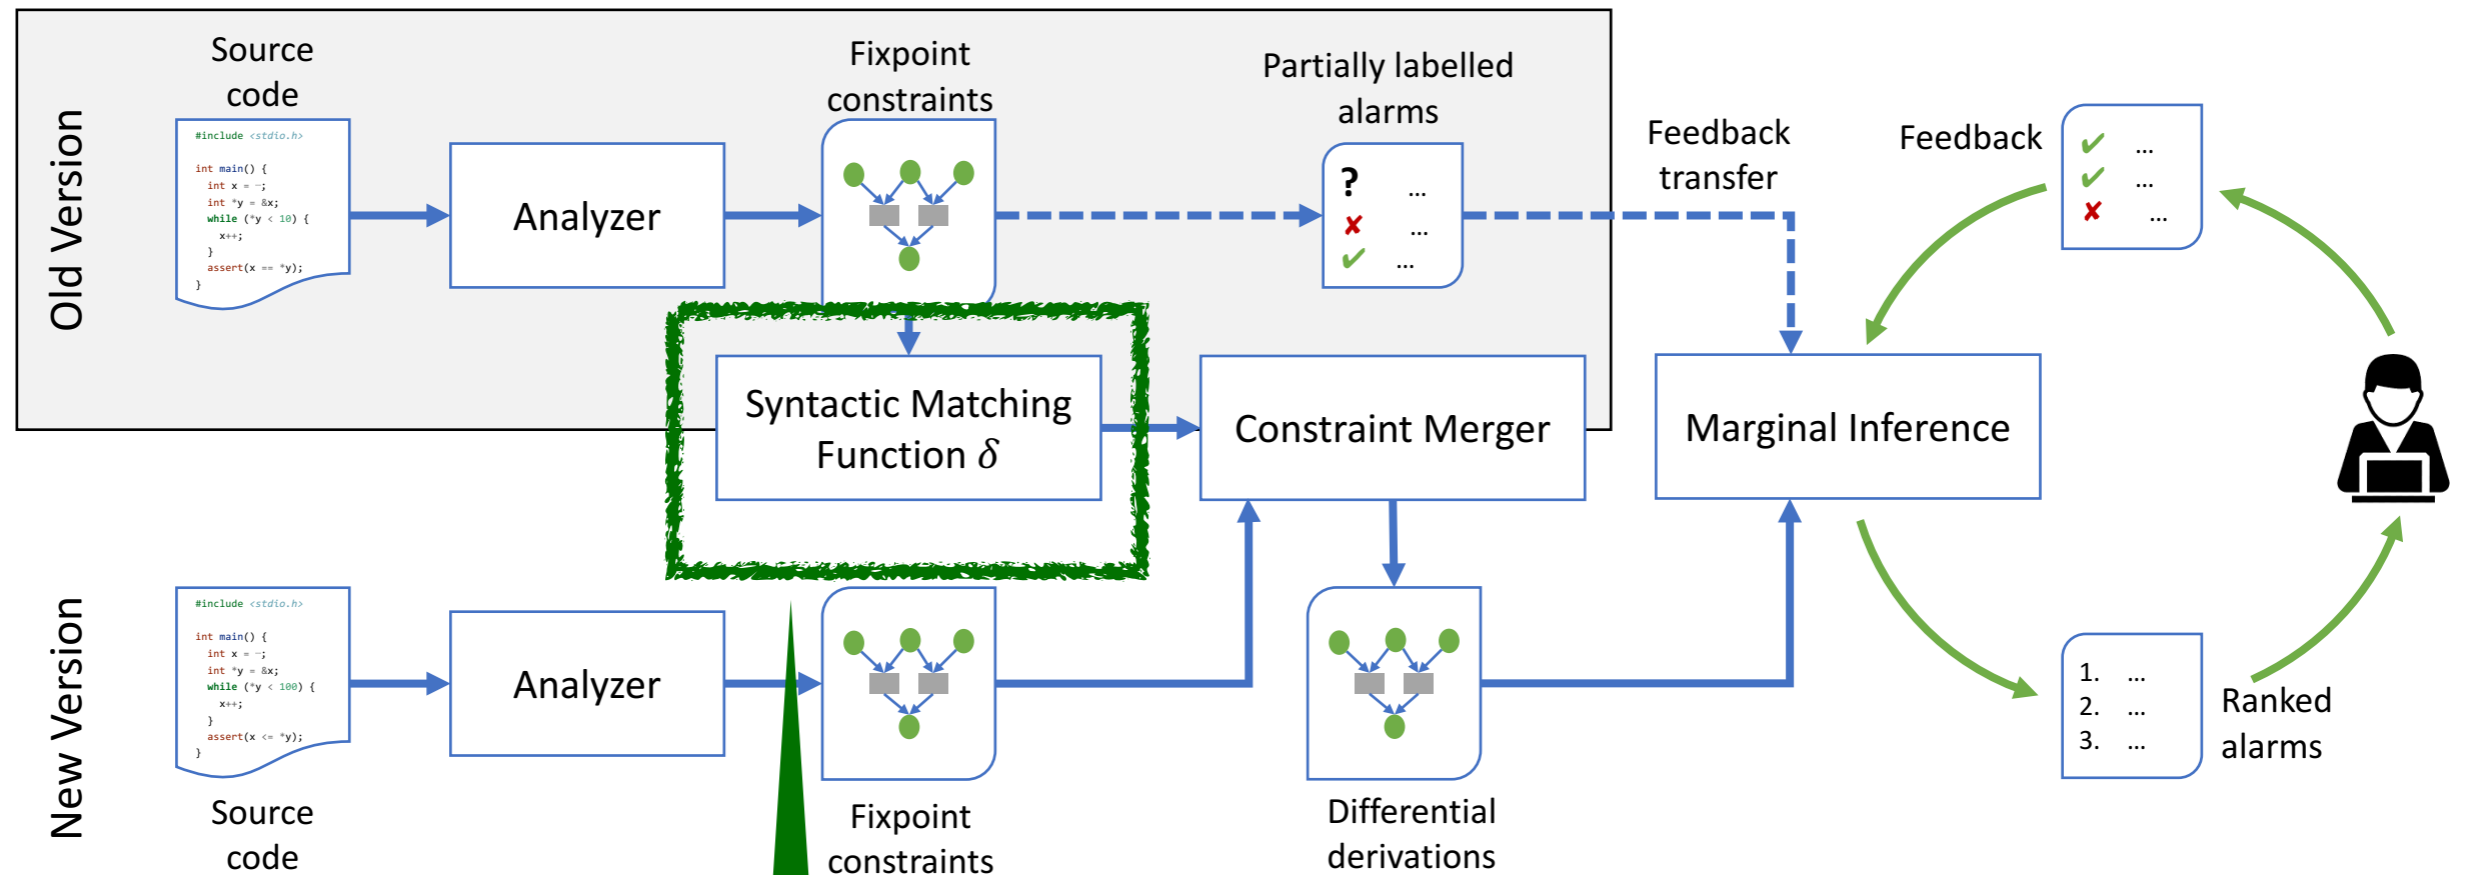 Old Version
Source
code
#include <stdio.h>
int main() {
int x = ~;
int *y = &x;
while (*y < 10) {
x++;
}
assert(x == *y);
}
Analyzer
Fixpoint
constraints
Partially labelled
alarms
? ...
✘ ...
✔ ...
Feedback
transfer
Feedback
✔ ...
✔ ...
✘ ...
Syntactic Matching
Function δ
Constraint Merger
Marginal Inference
New Version
#include <stdio.h>
int main() {
int x = ~;
int *y = &x;
while (*y < 100) {
x++;
}
assert(x <= *y);
}
Source
code
Analyzer
Fixpoint
constraints
Differential
derivations
1. ...
2. ...
3. ...
Ranked
alarms